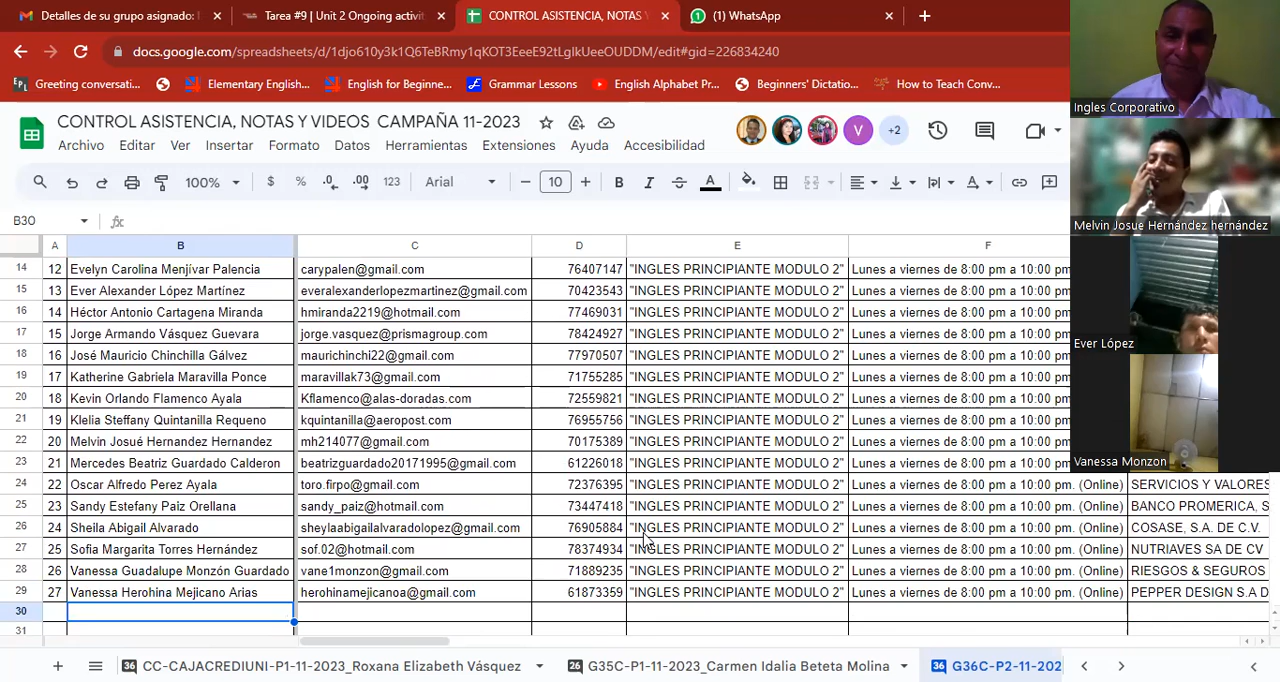 Detalles de su grupo asignado: N
Tarea #9 | Unit 2 Ongoing activit
CONTROL ASISTENCIA, NOTAS Y
(1) WhatsApp
docs.google.com/spreadsheets/d/1djo610y3k1Q6TeBRmy1qKOT3EeeE92tLgIkUeeOUDDM/edit#gid=226834240
Greeting conversati...
Elementary English...
English for Beginne...
Grammar Lessons
English Alphabet Pr...
Beginners' Dictatio...
How to Teach Conv...
CONTROL ASISTENCIA, NOTAS Y VIDEOS CAMPAÑA 11-2023
Archivo Editar Ver Insertar Formato Datos Herramientas Extensiones Ayuda Accesibilidad
V +2
100% $ % .0 .00 123 Arial 10 B I S A
B30 fx
A B C D E F
14 12 Evelyn Carolina Menjívar Palencia carypalen@gmail.com 76407147 "INGLES PRINCIPIANTE MODULO 2" Lunes a viernes de 8:00 pm a 10:00 pm
15 13 Ever Alexander López Martínez everalexanderlopezmartinez@gmail.com 70423543 "INGLES PRINCIPIANTE MODULO 2" Lunes a viernes de 8:00 pm a 10:00 pm
16 14 Héctor Antonio Cartagena Miranda hmiranda2219@hotmail.com 77469031 "INGLES PRINCIPIANTE MODULO 2" Lunes a viernes de 8:00 pm a 10:00 pm
17 15 Jorge Armando Vásquez Guevara jorge.vasquez@prismagroup.com 78424927 "INGLES PRINCIPIANTE MODULO 2" Lunes a viernes de 8:00 pm a 10:00 pm
18 16 José Mauricio Chinchilla Gálvez maurichinchi22@gmail.com 77970507 "INGLES PRINCIPIANTE MODULO 2" Lunes a viernes de 8:00 pm a 10:00 pm
19 17 Katherine Gabriela Maravilla Ponce maravillak73@gmail.com 71755285 "INGLES PRINCIPIANTE MODULO 2" Lunes a viernes de 8:00 pm a 10:00 pm
20 18 Kevin Orlando Flamenco Ayala Kflamenco@alas-doradas.com 72559821 "INGLES PRINCIPIANTE MODULO 2" Lunes a viernes de 8:00 pm a 10:00 pm
21 19 Klelia Steffany Quintanilla Requeno kquintanilla@aeropost.com 76955756 "INGLES PRINCIPIANTE MODULO 2" Lunes a viernes de 8:00 pm a 10:00 pm
22 20 Melvin Josué Hernandez Hernandez mh214077@gmail.com 70175389 "INGLES PRINCIPIANTE MODULO 2" Lunes a viernes de 8:00 pm a 10:00 pm
23 21 Mercedes Beatriz Guardado Calderon beatrizguardado20171995@gmail.com 61226018 "INGLES PRINCIPIANTE MODULO 2" Lunes a viernes de 8:00 pm a 10:00 pm
24 22 Oscar Alfredo Perez Ayala toro.firpo@gmail.com 72376395 "INGLES PRINCIPIANTE MODULO 2" Lunes a viernes de 8:00 pm a 10:00 pm. (Online) SERVICIOS Y VALORES
25 23 Sandy Estefany Paiz Orellana sandy_paiz@hotmail.com 73447418 "INGLES PRINCIPIANTE MODULO 2" Lunes a viernes de 8:00 pm a 10:00 pm. (Online) BANCO PROMERICA, S
26 24 Sheila Abigail Alvarado sheylaabigailalvaradolopez@gmail.com 76905884 "INGLES PRINCIPIANTE MODULO 2" Lunes a viernes de 8:00 pm a 10:00 pm. (Online) COSASE, S.A. DE C.V.
27 25 Sofia Margarita Torres Hernández sof.02@hotmail.com 78374934 "INGLES PRINCIPIANTE MODULO 2" Lunes a viernes de 8:00 pm a 10:00 pm. (Online) NUTRIAVES SA DE CV
28 26 Vanessa Guadalupe Monzón Guardado vane1monzon@gmail.com 71889235 "INGLES PRINCIPIANTE MODULO 2" Lunes a viernes de 8:00 pm a 10:00 pm. (Online) RIESGOS & SEGUROS
29 27 Vanessa Herohina Mejicano Arias herohinamejicanoa@gmail.com 61873359 "INGLES PRINCIPIANTE MODULO 2" Lunes a viernes de 8:00 pm a 10:00 pm. (Online) PEPPER DESIGN S.A D
30
31
36 CC-CAJACREDIUNI-P1-11-2023_Roxana Elizabeth Vásquez
26 G35C-P1-11-2023_Carmen Idalia Beteta Molina
36 G36C-P2-11-202
Ingles Corporativo
Melvin Josue Hernández hernández
Ever López
Vanessa Monzon